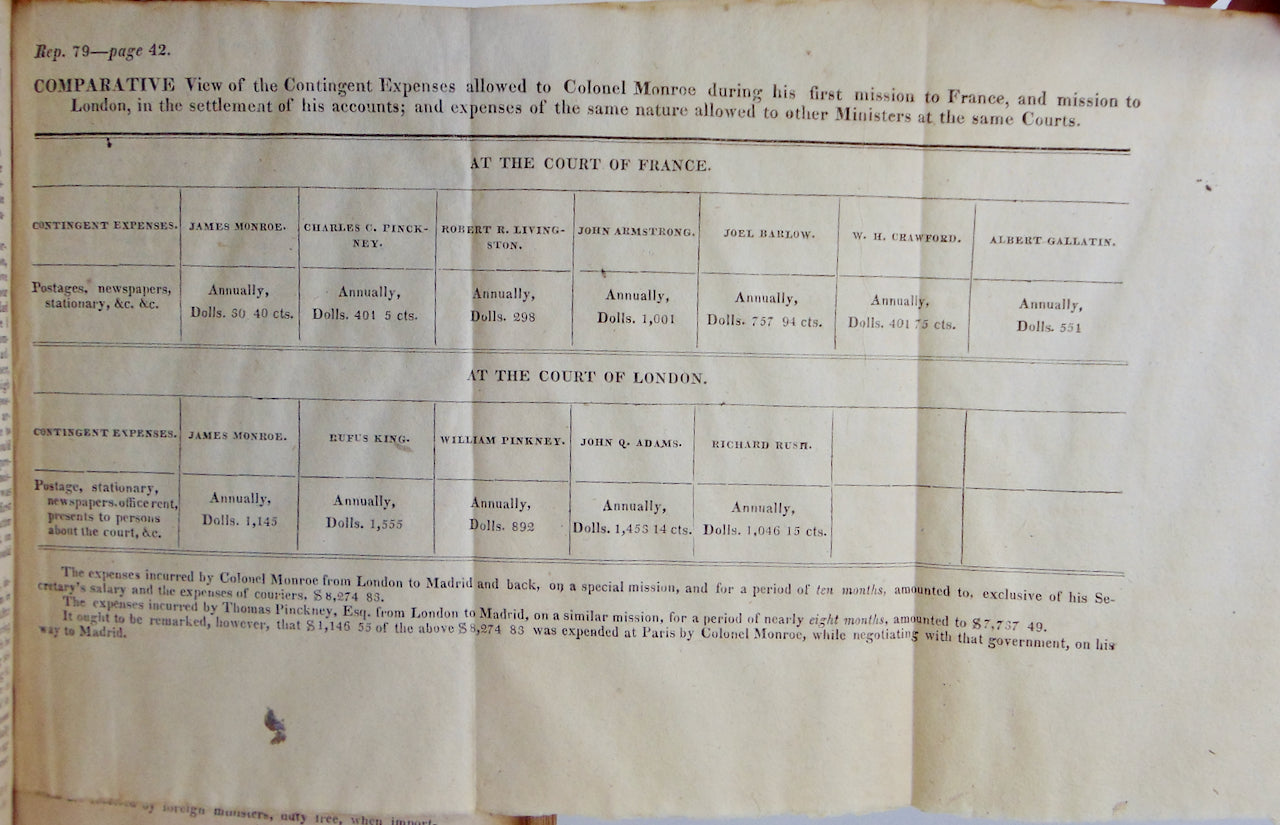 Rep. 79—page 42.
COMPARATIVE View of the Contingent Expenses allowed to Colonel Monroe during his first mission to France, and mission to
London, in the settlement of his accounts; and expenses of the same nature allowed to other Ministers at the same Courts.
AT THE COURT OF FRANCE.
CONTINGENT EXPENSES. JAMES MONROE. CHARLES C. PINCK- ROBERT R. LIVING- JOHN ARMSTRONG. JOEL BARLOW. W. H. CRAWFORD. ALBERT GALLATIN.
NEY. STON.
Postages, newspapers, Annually, Annually, Annually, Annually, Annually, Annually, Annually,
stationary, &c. &c. Dolls. 30 40 cts. Dolls. 401 5 cts. Dolls. 298 Dolls. 1,001 Dolls. 757 94 cts. Dolls. 401 75 cts. Dolls. 551
AT THE COURT OF LONDON.
CONTINGENT EXPENSES. JAMES MONROE. RUFUS KING. WILLIAM PINKNEY. JOHN Q. ADAMS. RICHARD RUSH.
Postage, stationary,
newspapers, office rent, Annually, Annually, Annually, Annually, Annually,
presents to persons Dolls. 1,145 Dolls. 1,555 Dolls. 892 Dolls. 1,453 14 cts. Dolls. 1,046 15 cts.
about the court, &c.
The expenses incurred by Colonel Monroe from London to Madrid and back, on a special mission, and for a period of ten months, amounted to, exclusive of his Se-
cretary's salary and the expenses of couriers, $8,274 83.
The expenses incurred by Thomas Pinckney, Esq. from London to Madrid, on a similar mission, for a period of nearly eight months, amounted to $7,737 49.
It ought to be remarked, however, that $1,146 55 of the above $8,274 83 was expended at Paris by Colonel Monroe, while negotiating with that government, on his
way to Madrid.
by foreign ministers, duty free, when import-